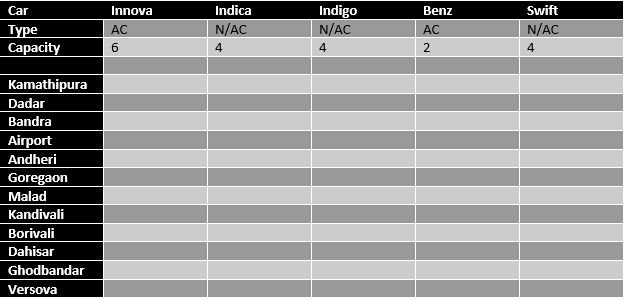 Car Innova Indica Indigo Benz Swift
Type AC N/AC N/AC AC N/AC
Capacity 6 4 4 2 4
Kamathipura
Dadar
Bandra
Airport
Andheri
Goregaon
Malad
Kandivali
Borivali
Dahisar
Ghodbandar
Versova